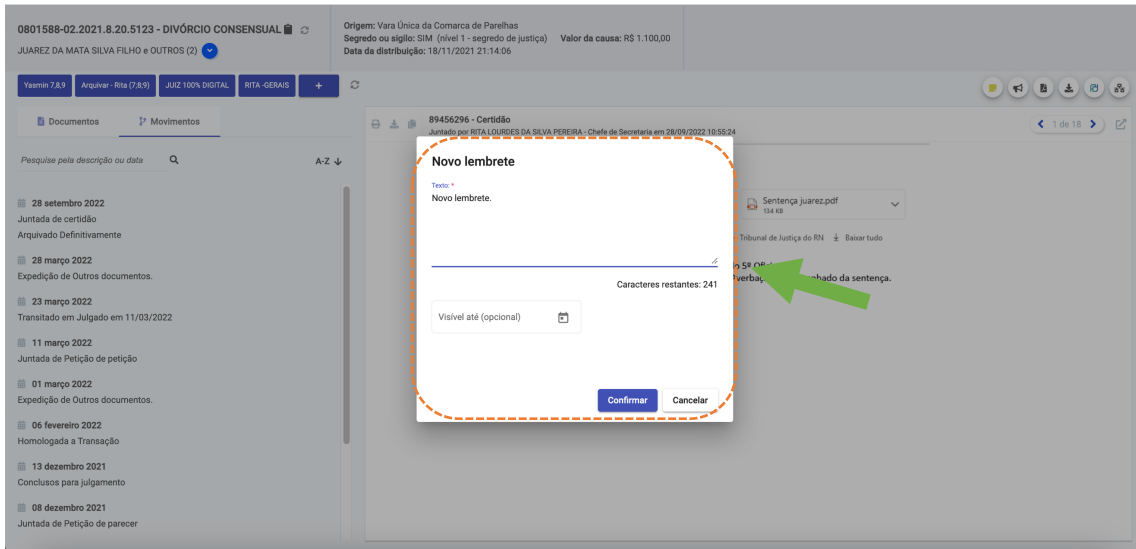 0801588-02.2021.8.20.5123 - DIVÓRCIO CONSENSUAL
JUAREZ DA MATA SILVA FILHO e OUTROS (2)
Origem: Vara Única da Comarca de Parelhas
Segredo ou sigilo: SIM (nível 1 - segredo de justiça) Valor da causa: R$ 1.100,00
Data da distribuição: 18/11/2021 21:14:06
Yasmin 7,8,9 Arquivar - Rita (7;8;9) JUIZ 100% DIGITAL RITA -GERAIS +
Documentos Movimentos
Pesquise pela descrição ou data A-Z
28 setembro 2022
Juntada de certidão
Arquivado Definitivamente
28 março 2022
Expedição de Outros documentos.
23 março 2022
Transitado em Julgado em 11/03/2022
11 março 2022
Juntada de Petição de petição
01 março 2022
Expedição de Outros documentos.
06 fevereiro 2022
Homologada a Transação
13 dezembro 2021
Conclusos para julgamento
08 dezembro 2021
Juntada de Petição de parecer
89456296 - Certidão
Juntado por RITA LOURDES DA SILVA PEREIRA - Chefe de Secretaria em 28/09/2022 10:55:24
1 de 18
Novo lembrete
Texto: *
Novo lembrete.
Caracteres restantes: 241
Visível até (opcional)
Confirmar Cancelar
Sentença juarez.pdf
134 KB
Tribunal de Justiça do RN Baixar tudo
5º
da sentença.